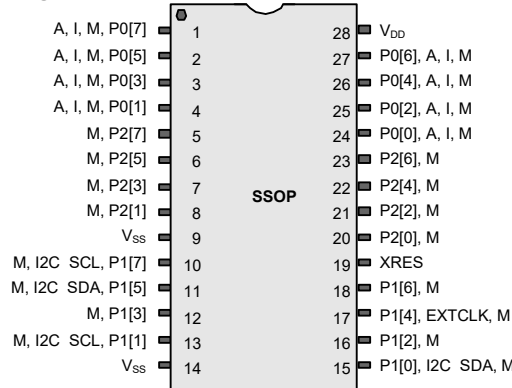 A, I, M, P0[7] 1 28 VDD
A, I, M, P0[5] 2 27 P0[6], A, I, M
A, I, M, P0[3] 3 26 P0[4], A, I, M
A, I, M, P0[1] 4 25 P0[2], A, I, M
M, P2[7] 5 24 P0[0], A, I, M
M, P2[5] 6 23 P2[6], M
M, P2[3] 7 22 P2[4], M
SSOP
M, P2[1] 8 21 P2[2], M
VSS 9 20 P2[0], M
M, I2C SCL, P1[7] 10 19 XRES
M, I2C SDA, P1[5] 11 18 P1[6], M
M, P1[3] 12 17 P1[4], EXTCLK, M
M, I2C SCL, P1[1] 13 16 P1[2], M
VSS 14 15 P1[0], I2C SDA, M